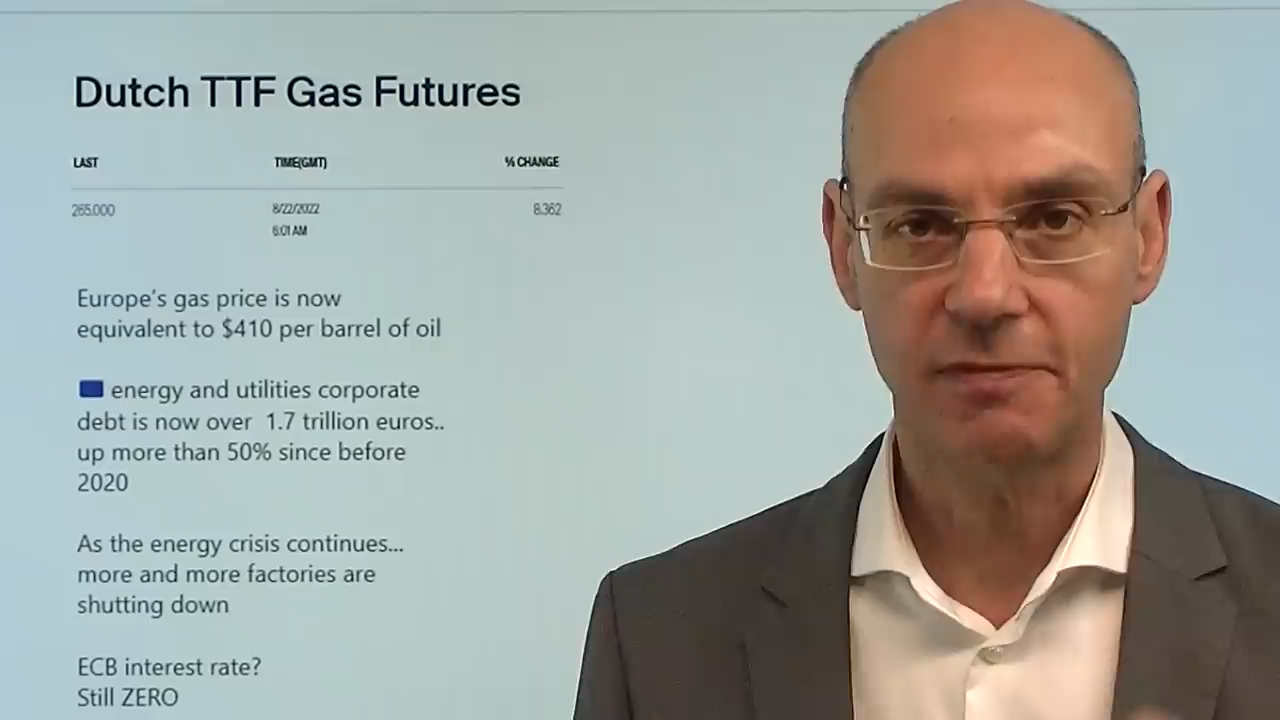 Dutch TTF Gas Futures
LAST TIME(GMT) % CHANGE
265.000 8/22/2022 8.362
6:01 AM
Europe's gas price is now
equivalent to $410 per barrel of oil
energy and utilities corporate
debt is now over 1.7 trillion euros..
up more than 50% since before
2020
As the energy crisis continues...
more and more factories are
shutting down
ECB interest rate?
Still ZERO